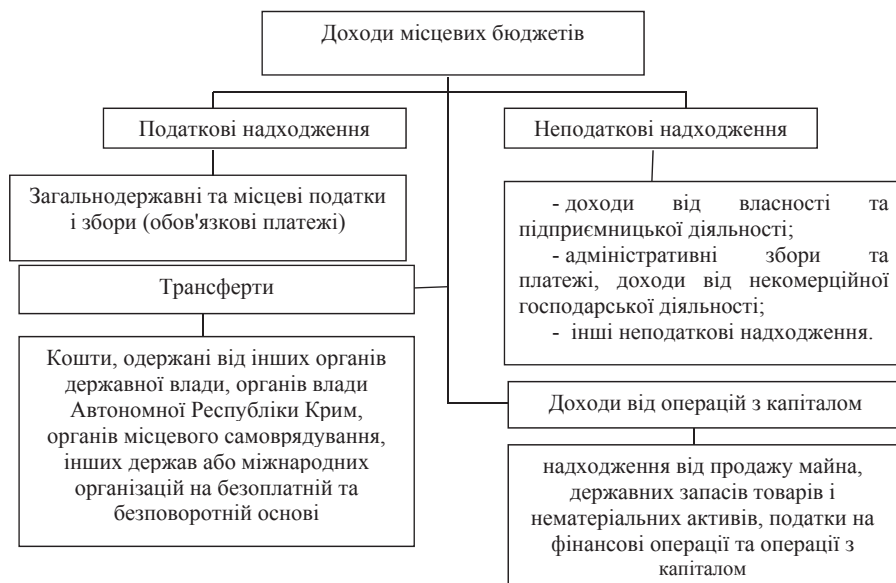 Доходи місцевих бюджетів
Податкові надходження
Неподаткові надходження
Загальнодержавні та місцеві податки
і збори (обов'язкові платежі)
- доходи від власності та
підприємницької діяльності;
- адміністративні збори та
платежі, доходи від некомерційної
господарської діяльності;
- інші неподаткові надходження.
Трансферти
Кошти, одержані від інших органів
державної влади, органів влади
Автономної Республіки Крим,
органів місцевого самоврядування,
інших держав або міжнародних
організацій на безоплатній та
безповоротній основі
Доходи від операцій з капіталом
надходження від продажу майна,
державних запасів товарів і
нематеріальних активів, податки на
фінансові операції та операції з
капіталом